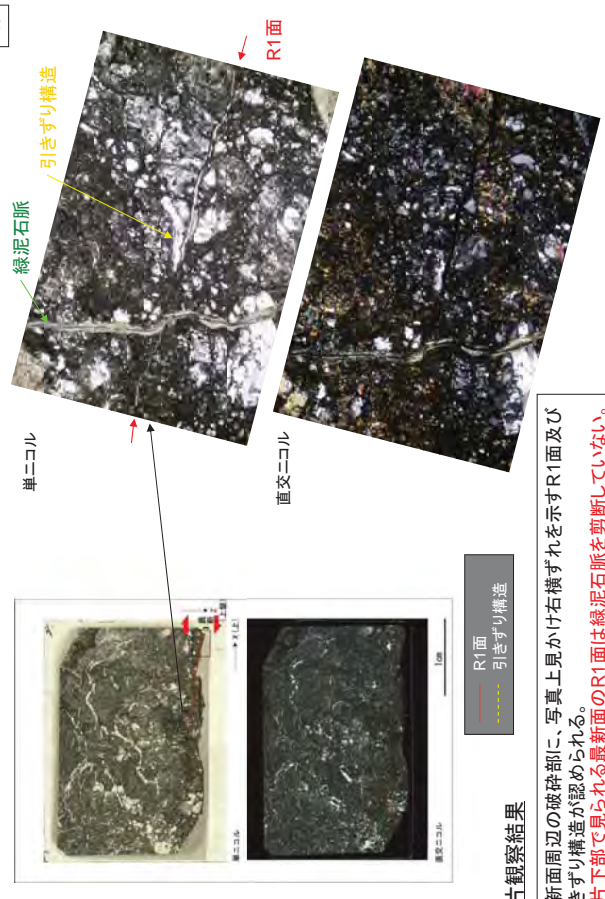 緑泥石脈
引きずり構造
R1面
単ニコル
直交ニコル
単ニコル
直交ニコル
1cm
R1面
引きずり構造
片観察結果
新面周辺の破砕部に、写真上見かけ右横ずれを示すR1面及び
きずり構造が認められる。
片下部で見られる最新面のR1面は緑泥石脈を剪断していない。